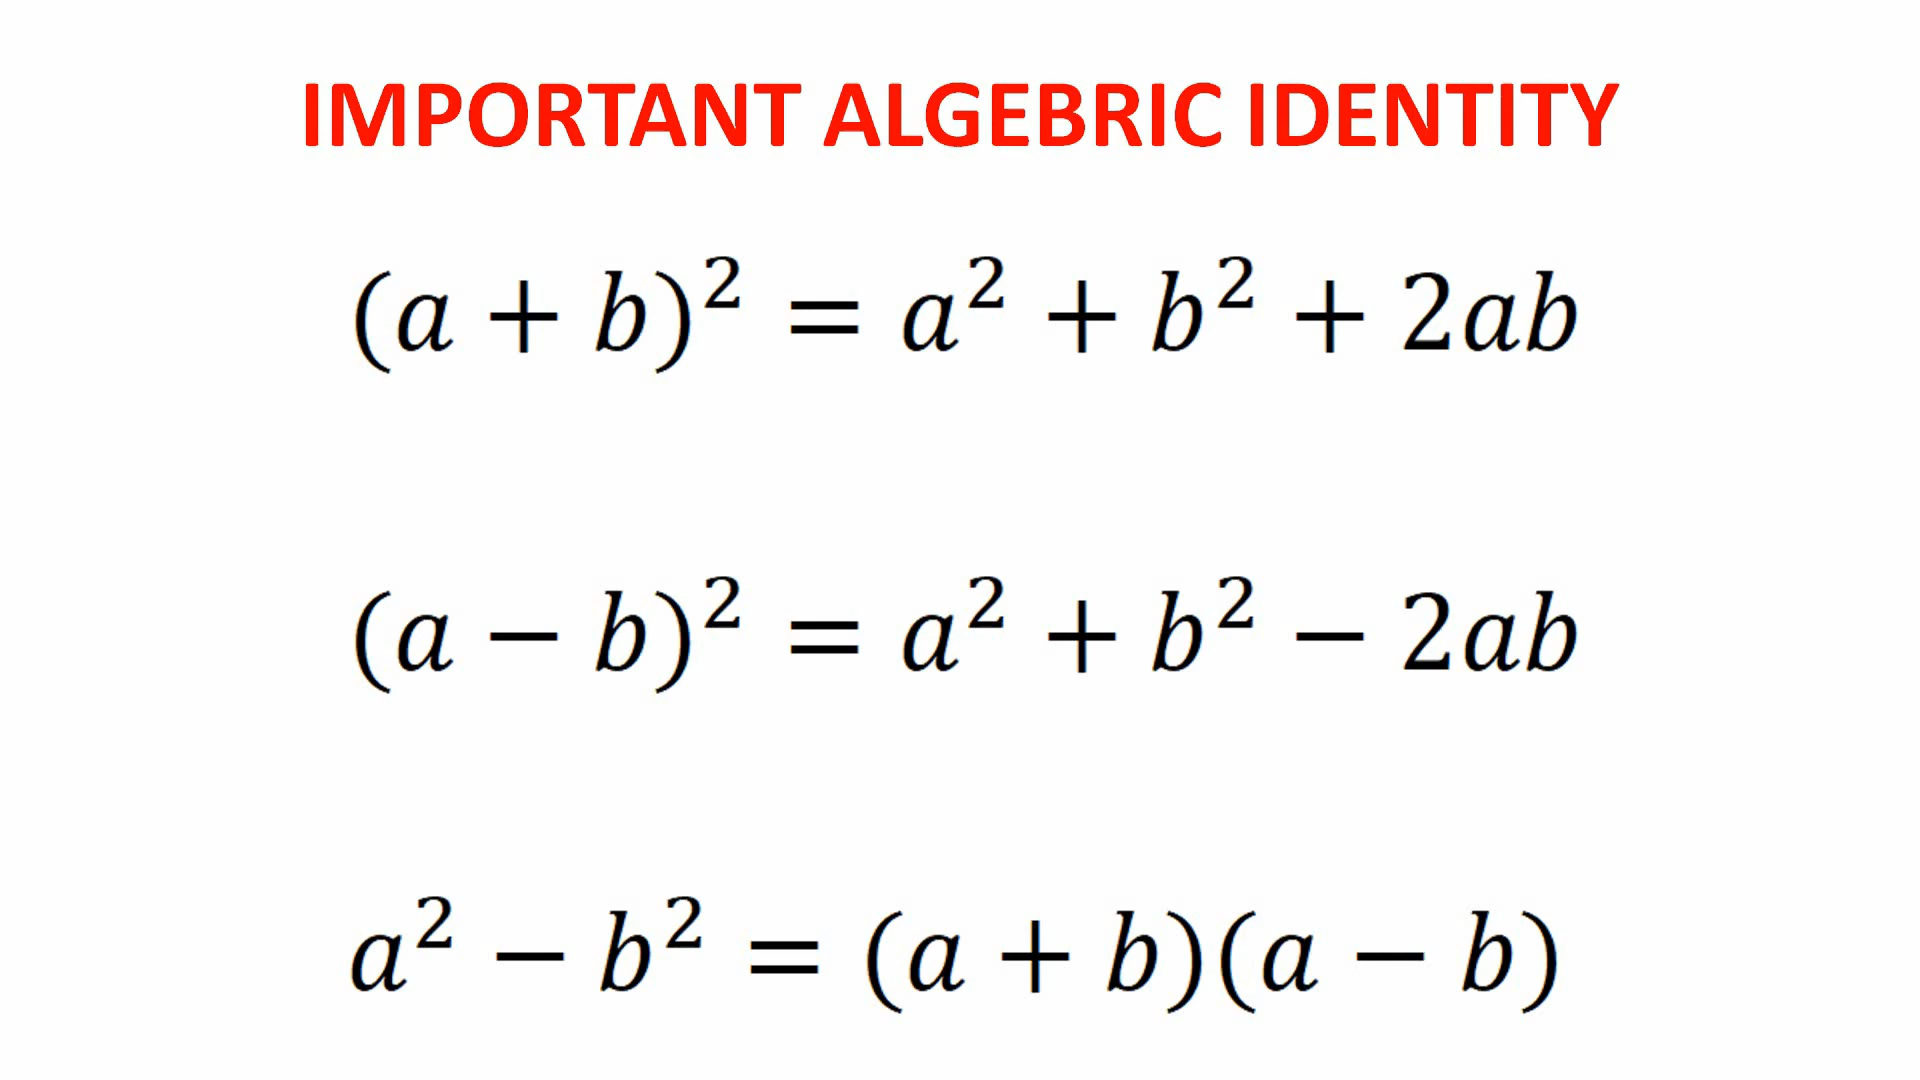 IMPORTANT ALGEBRIC IDENTITY
(a + b)² = a² + b² + 2ab
(a − b)² = a² + b² − 2ab
a² − b² = (a + b)(a − b)